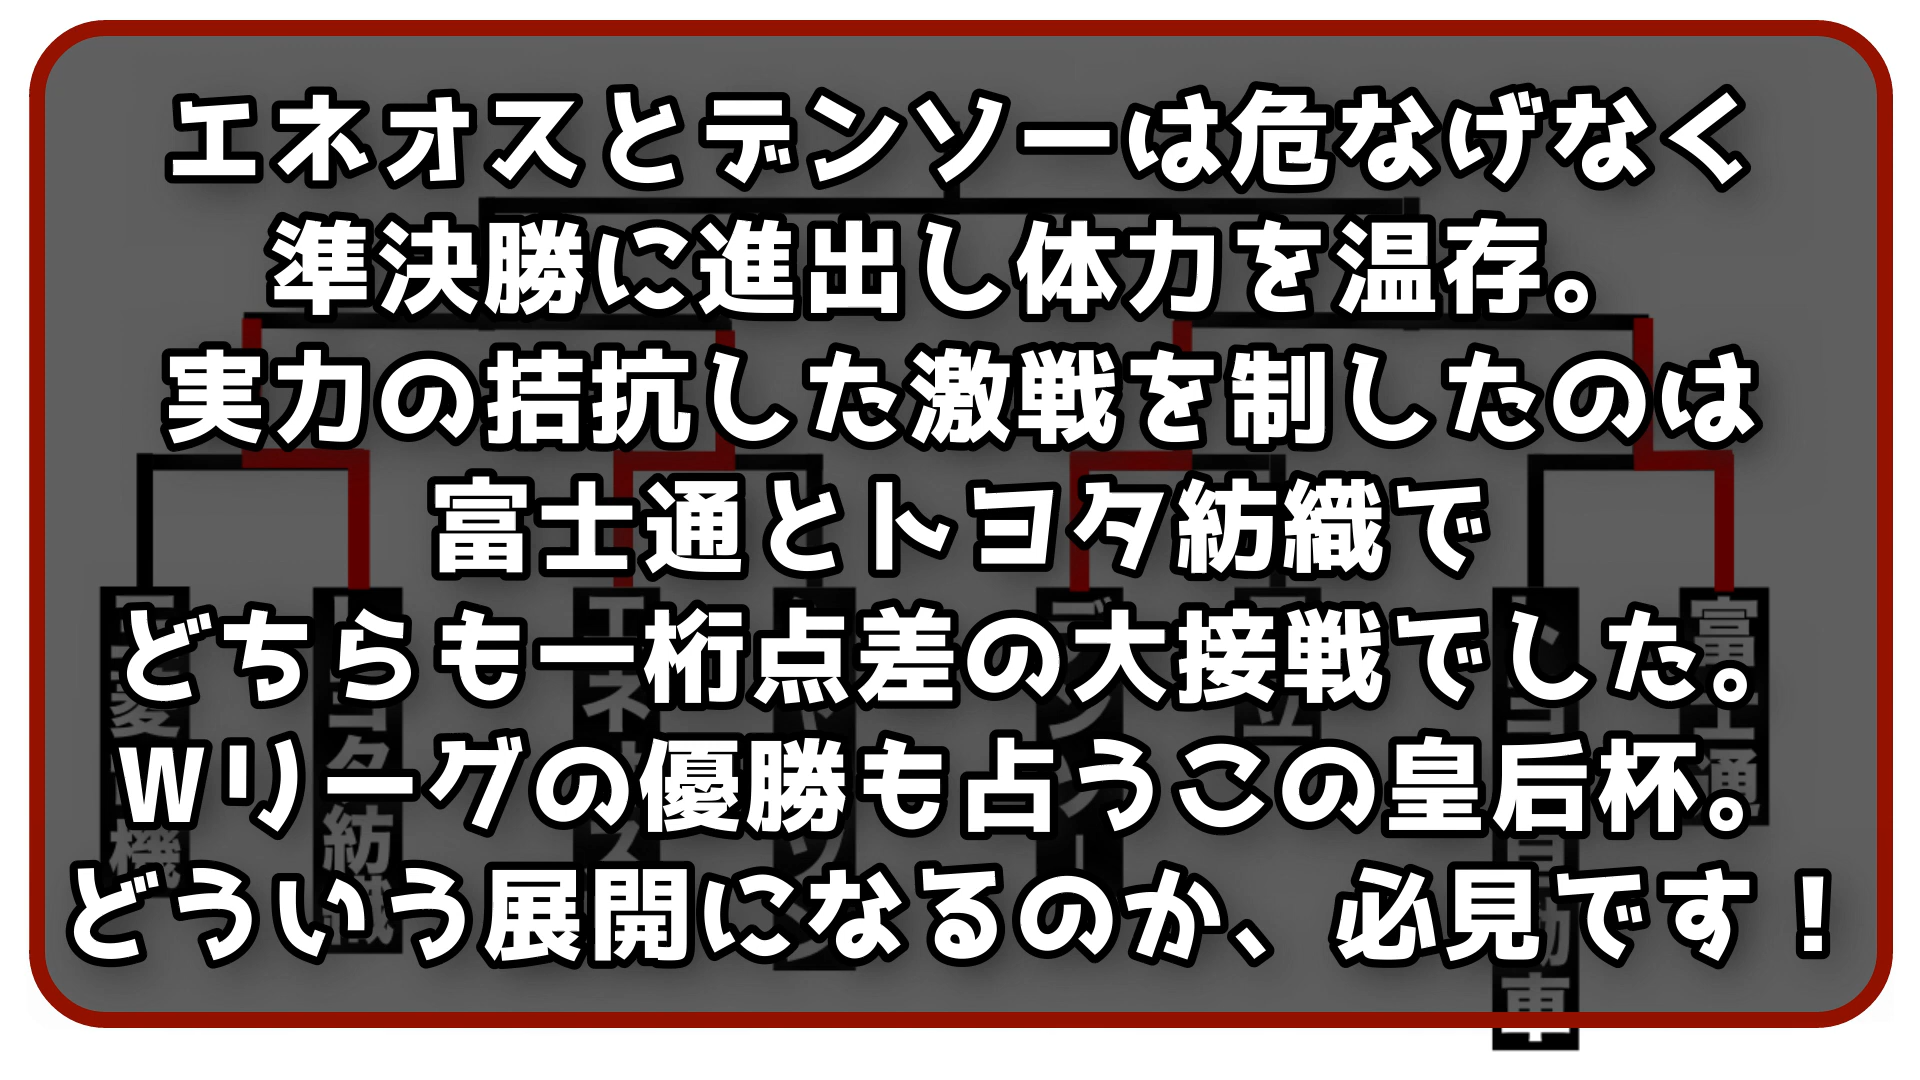 エネオスとデンソーは危なげなく
準決勝に進出し体力を温存。
実力の拮抗した激戦を制したのは
富士通とトヨタ紡織で
どちらも一桁点差の大接戦でした。
Wリーグの優勝も占うこの皇后杯。
どういう展開になるのか、必見です！
富士通